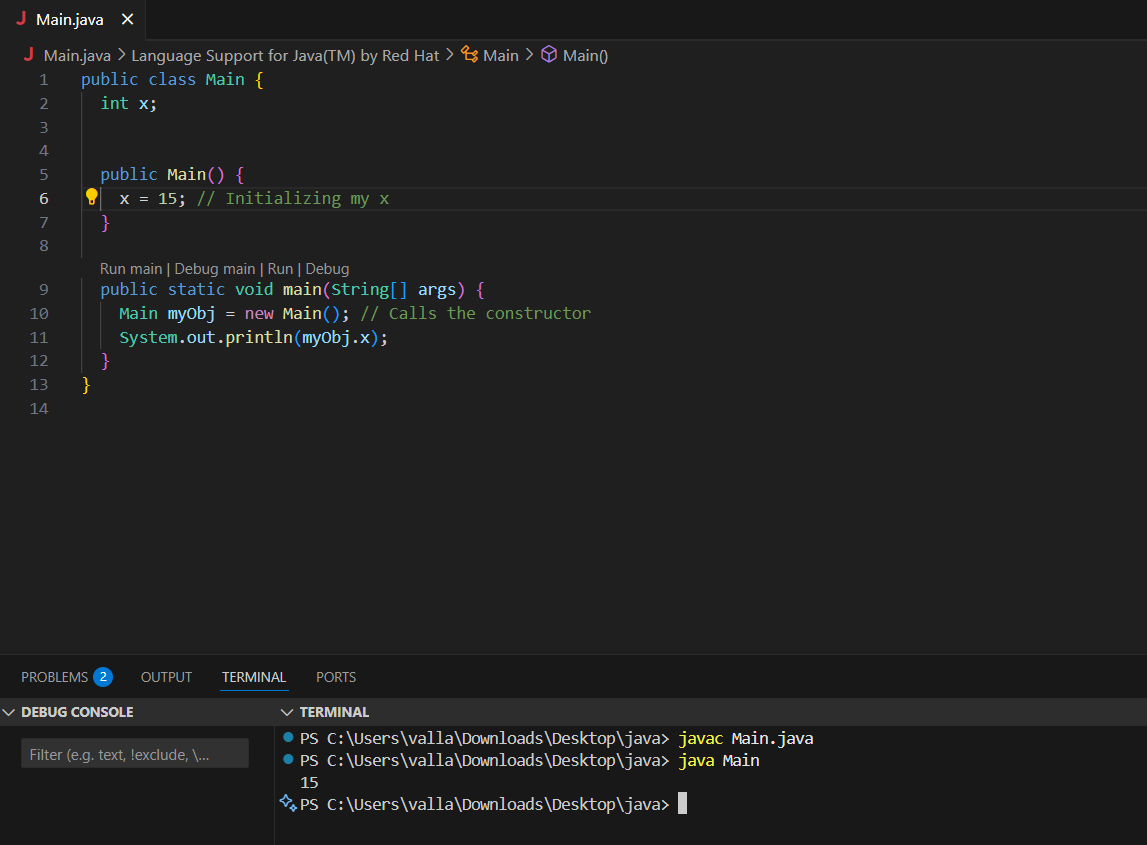 J Main.java ×
J Main.java > Language Support for Java(TM) by Red Hat > Main > Main()
1 public class Main {
2   int x;
3
4
5   public Main() {
6     x = 15; // Initializing my x
7   }
8
Run main | Debug main | Run | Debug
9   public static void main(String[] args) {
10     Main myObj = new Main(); // Calls the constructor
11     System.out.println(myObj.x);
12   }
13 }
14
PROBLEMS 2 OUTPUT TERMINAL PORTS
DEBUG CONSOLE
Filter (e.g. text, !exclude, \...
TERMINAL
PS C:\Users\valla\Downloads\Desktop\java> javac Main.java
PS C:\Users\valla\Downloads\Desktop\java> java Main
15
PS C:\Users\valla\Downloads\Desktop\java>